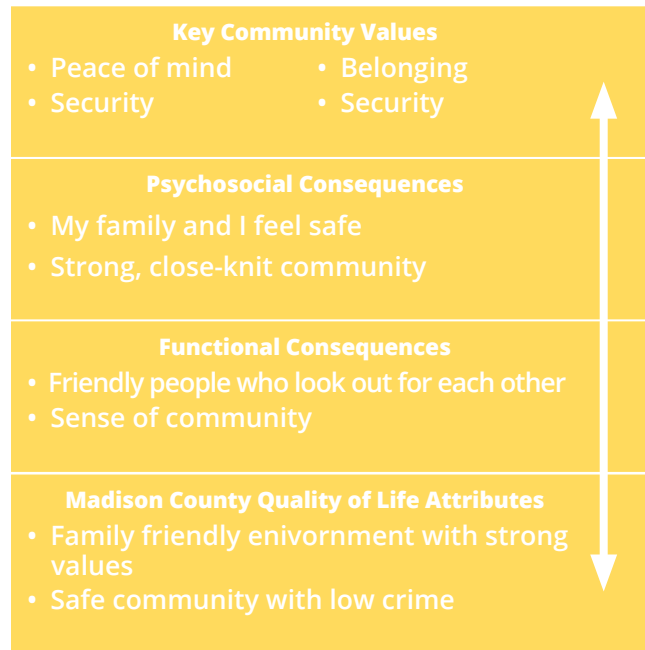 Key Community Values
• Peace of mind • Belonging
• Security • Security
Psychosocial Consequences
• My family and I feel safe
• Strong, close-knit community
Functional Consequences
• Friendly people who look out for each other
• Sense of community
Madison County Quality of Life Attributes
• Family friendly enivornment with strong
values
• Safe community with low crime